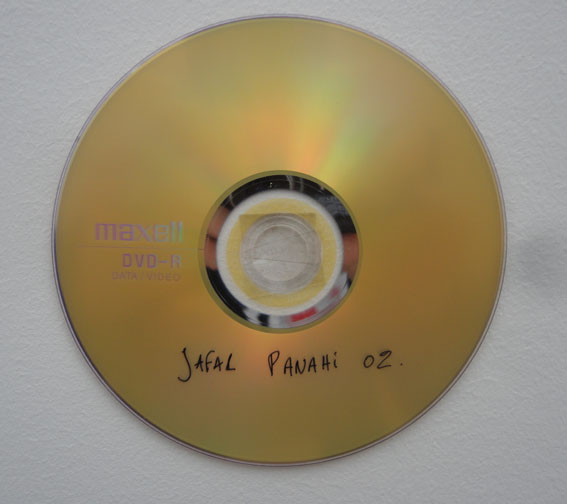 maxell
DVD-R
DATA / VIDEO
JAFAL PANAHi 02.